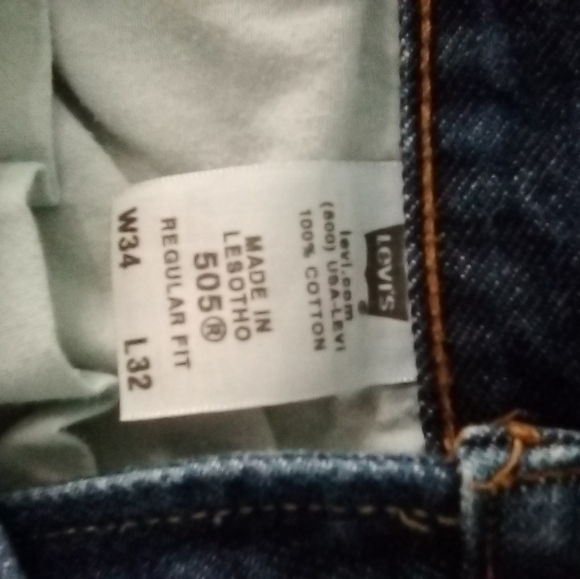 LEVI'S
levi.com
(800) USA-LEVI
100% COTTON
MADE IN
LESOTHO
505®
REGULAR FIT
W34 L32